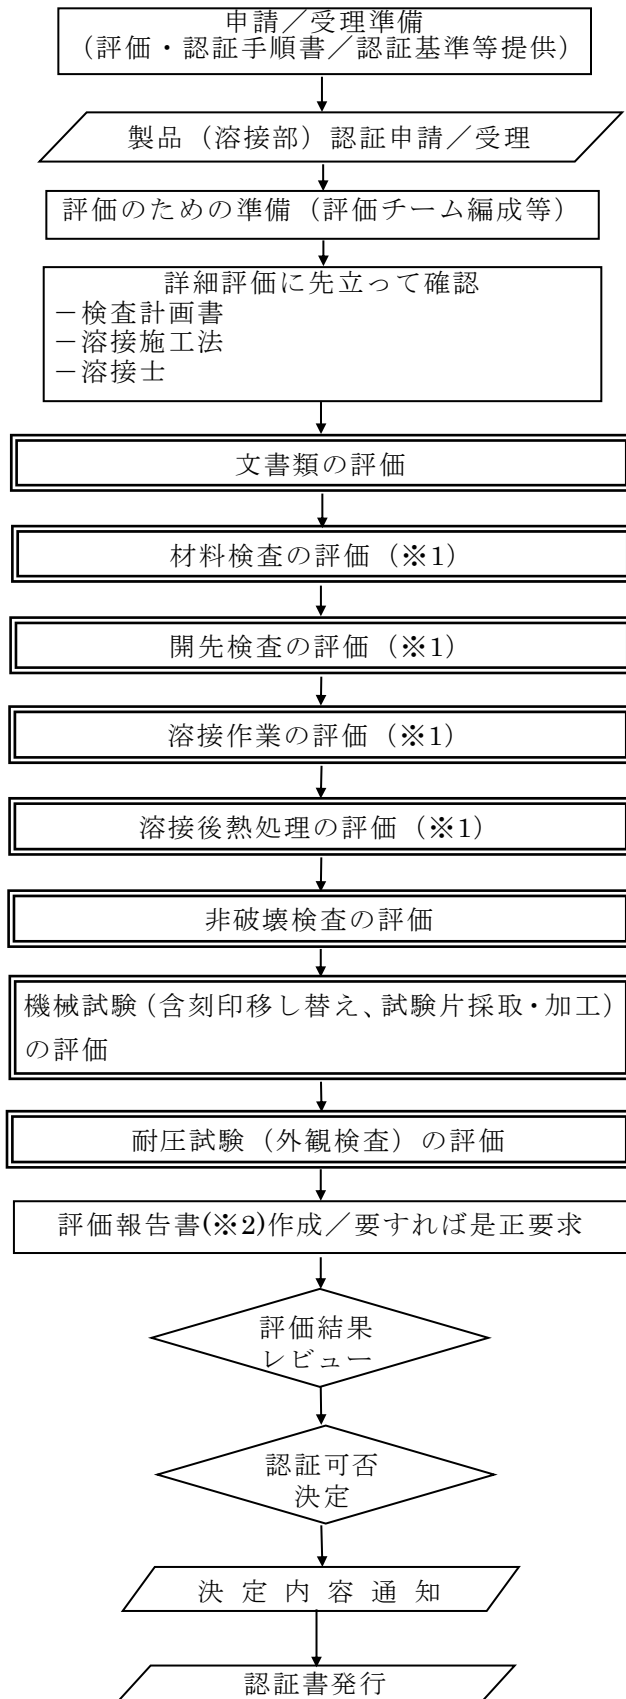 申請／受理準備
（評価・認証手順書／認証基準等提供）
製品（溶接部）認証申請／受理
評価のための準備（評価チーム編成等）
詳細評価に先立って確認
－検査計画書
－溶接施工法
－溶接士
文書類の評価
材料検査の評価（※1）
開先検査の評価（※1）
溶接作業の評価（※1）
溶接後熱処理の評価（※1）
非破壊検査の評価
機械試験（含刻印移し替え、試験片採取・加工）
の評価
耐圧試験（外観検査）の評価
評価報告書(※2)作成／要すれば是正要求
評価結果
レビュー
認証可否
決定
決 定 内 容 通 知
認証書発行